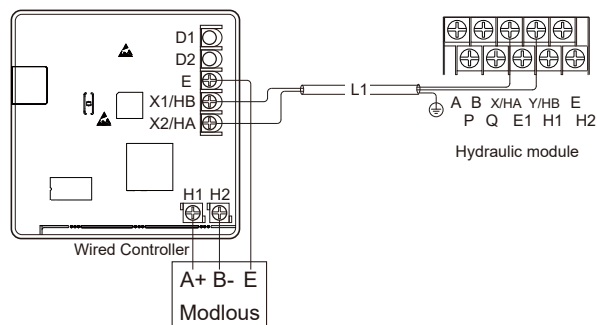 D1
D2
E
X1/HB
X2/HA
H1 H2
Wired Controller
A+ B- E
Modlous
L1
A B X/HA Y/HB E
P Q E1 H1 H2
Hydraulic module